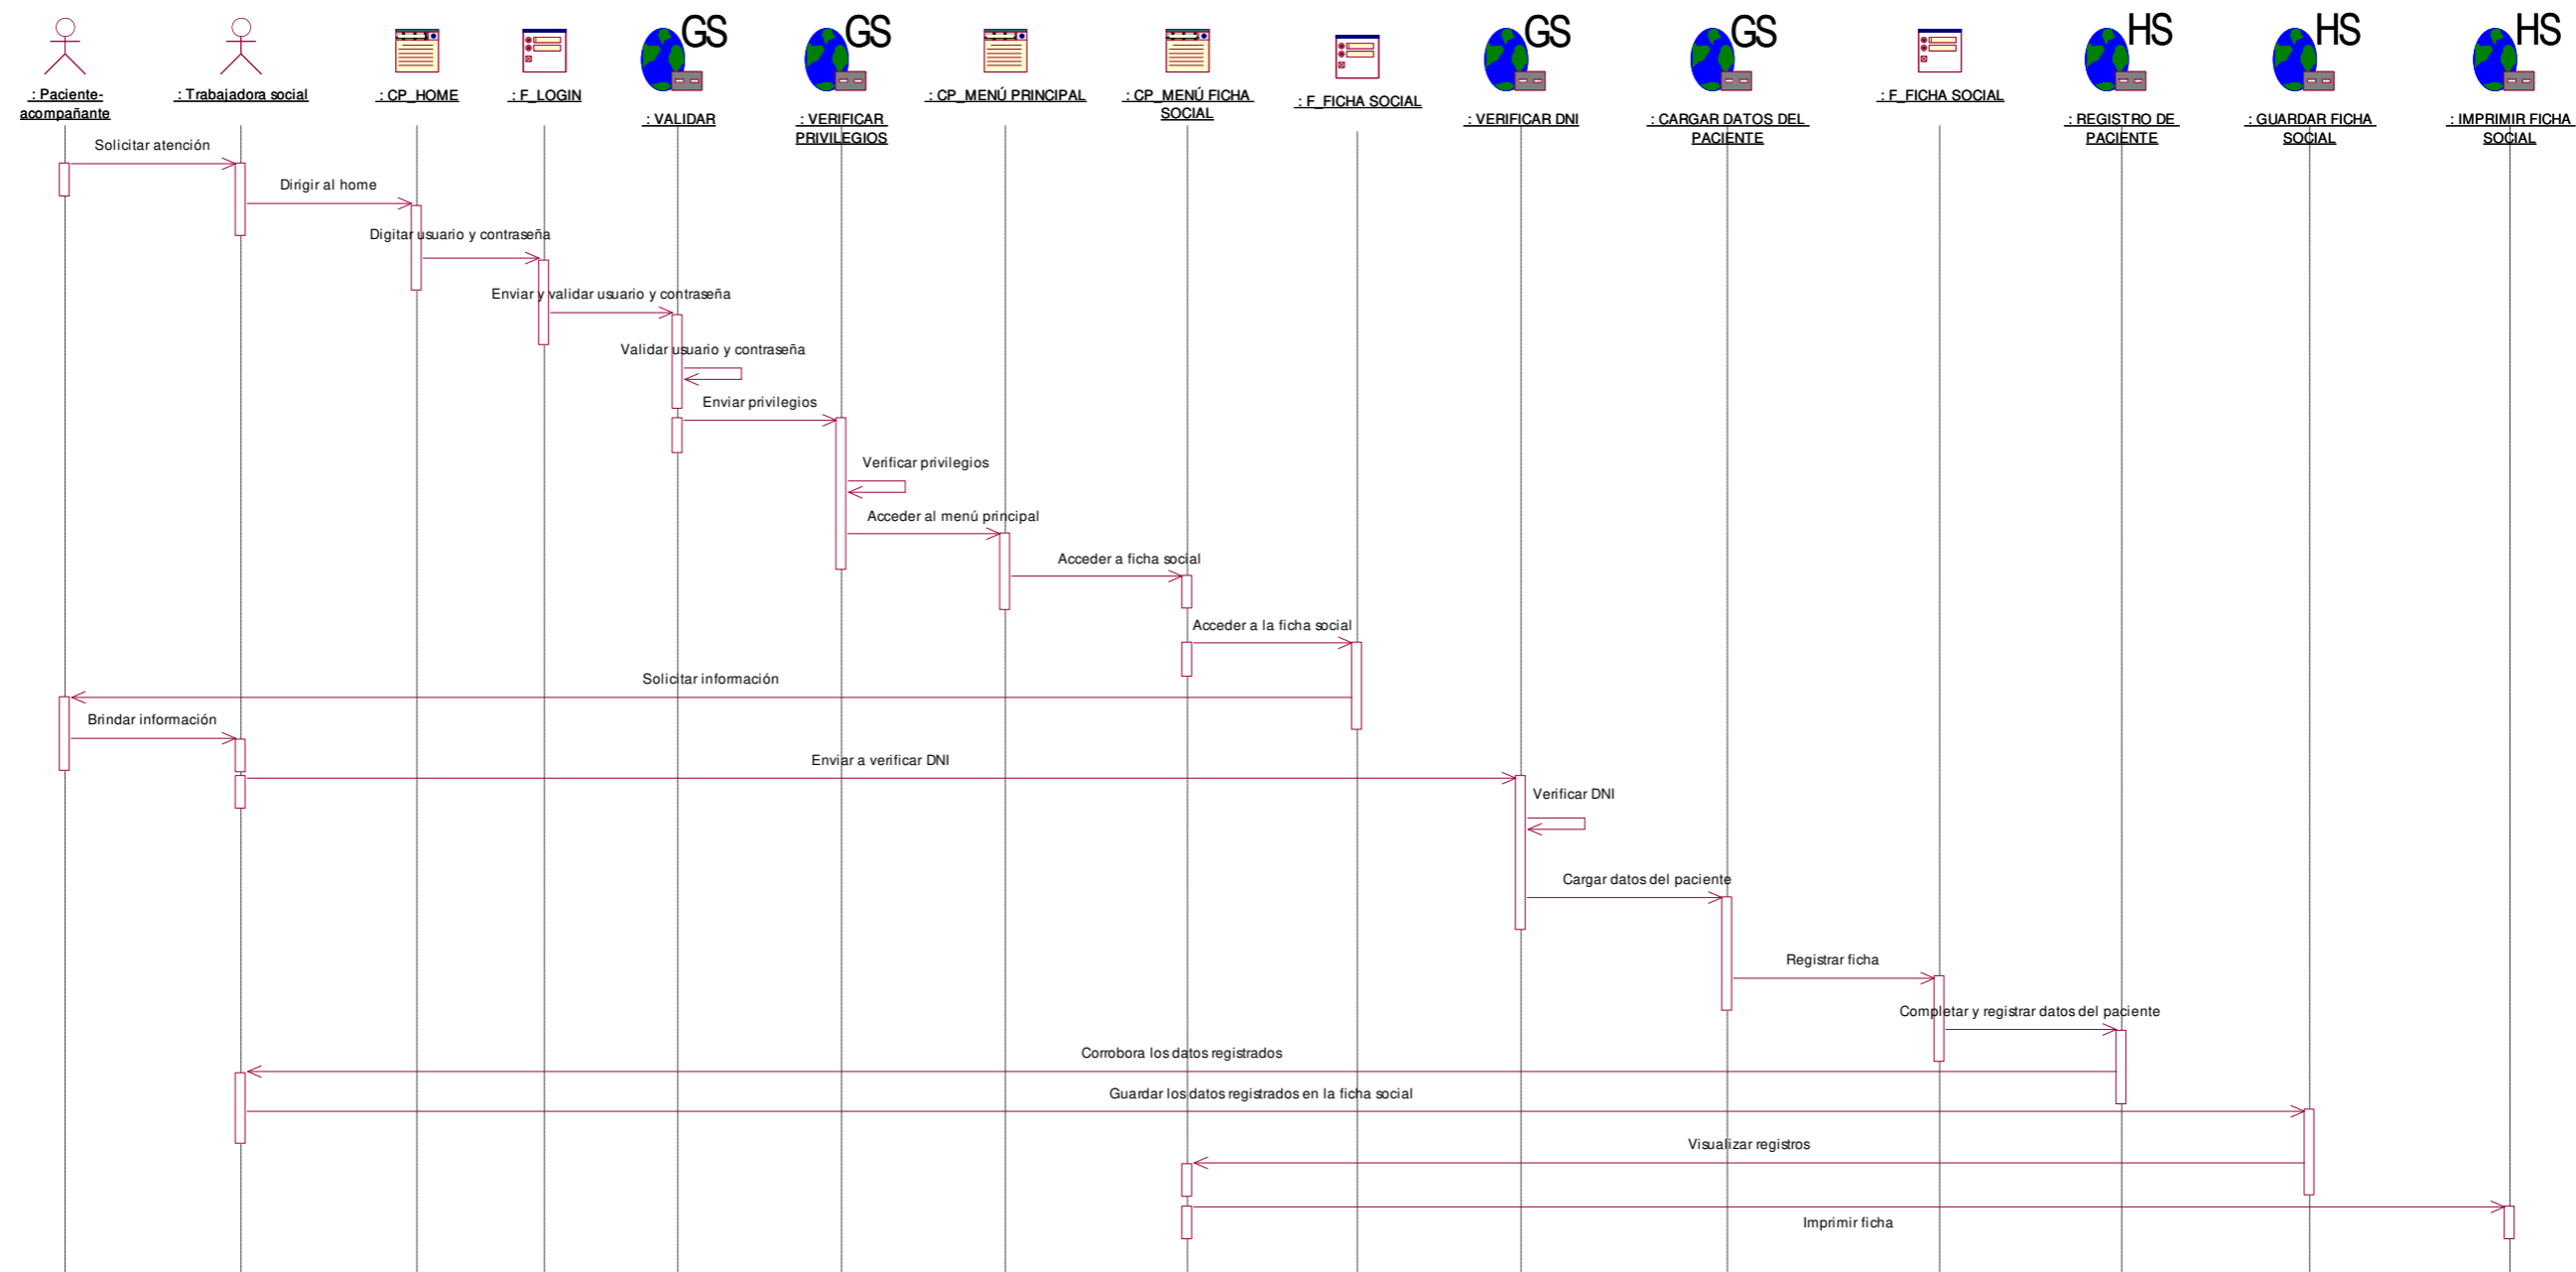 GS
GS
GS
GS
HS
HS
HS
: Paciente-
acompañante
: Trabajadora social
: CP_HOME
: F_LOGIN
: VALIDAR
: VERIFICAR
PRIVILEGIOS
: CP_MENÚ PRINCIPAL
: CP_MENÚ FICHA
SOCIAL
: F_FICHA SOCIAL
: VERIFICAR DNI
: CARGAR DATOS DEL
PACIENTE
: F_FICHA SOCIAL
: REGISTRO DE
PACIENTE
: GUARDAR FICHA
SOCIAL
: IMPRIMIR FICHA
SOCIAL
Solicitar atención
Dirigir al home
Digitar usuario y contraseña
Enviar y validar usuario y contraseña
Validar usuario y contraseña
Enviar privilegios
Verificar privilegios
Acceder al menú principal
Acceder a ficha social
Acceder a la ficha social
Solicitar información
Brindar información
Enviar a verificar DNI
Verificar DNI
Cargar datos del paciente
Registrar ficha
Completar y registrar datos del paciente
Corrobora los datos registrados
Guardar los datos registrados en la ficha social
Visualizar registros
Imprimir ficha